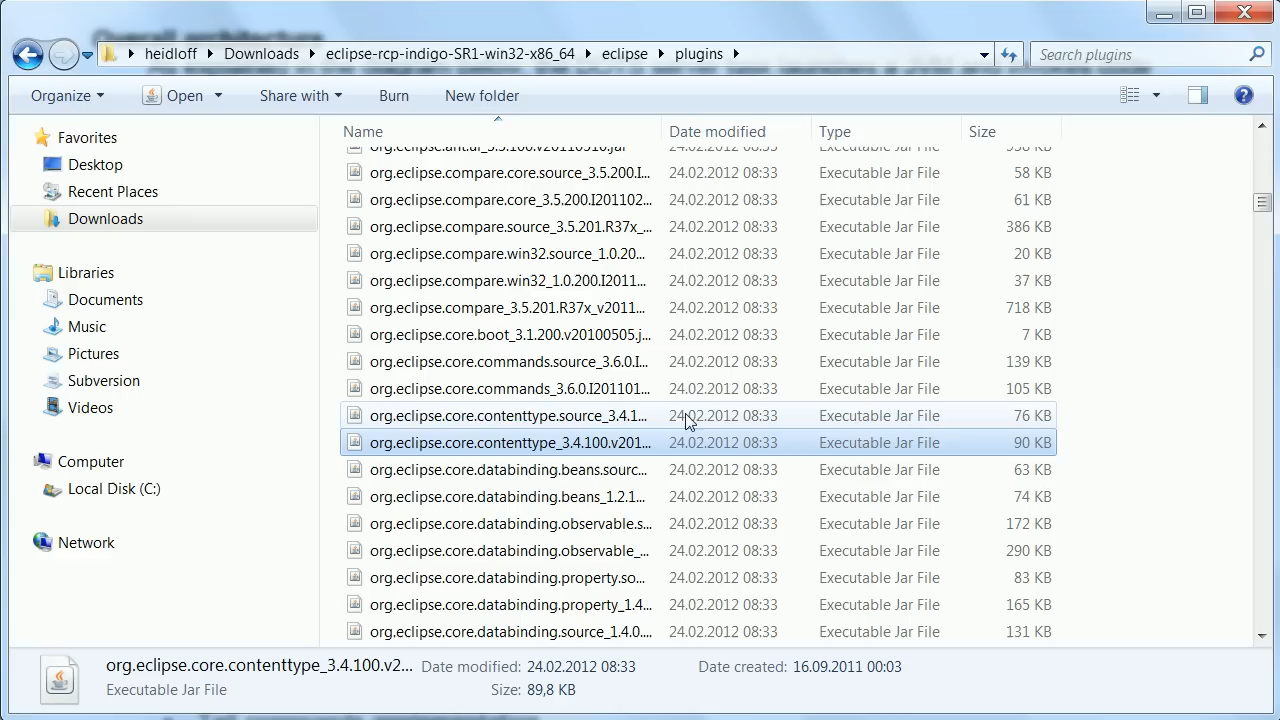 Overall architecture
heidloff Downloads eclipse-rcp-indigo-SR1-win32-x86_64 eclipse plugins
Search plugins
Organize Open Share with Burn New folder
Favorites
Desktop
Recent Places
Downloads
Libraries
Documents
Music
Pictures
Subversion
Videos
Computer
Local Disk (C:)
Network
Name Date modified Type Size
org.eclipse.compare.core.source_3.5.200.I... 24.02.2012 08:33 Executable Jar File 58 KB
org.eclipse.compare.core_3.5.200.I201102... 24.02.2012 08:33 Executable Jar File 61 KB
org.eclipse.compare.source_3.5.201.R37x_... 24.02.2012 08:33 Executable Jar File 386 KB
org.eclipse.compare.win32.source_1.0.20... 24.02.2012 08:33 Executable Jar File 20 KB
org.eclipse.compare.win32_1.0.200.I2011... 24.02.2012 08:33 Executable Jar File 37 KB
org.eclipse.compare_3.5.201.R37x_v2011... 24.02.2012 08:33 Executable Jar File 718 KB
org.eclipse.core.boot_3.1.200.v20100505.j... 24.02.2012 08:33 Executable Jar File 7 KB
org.eclipse.core.commands.source_3.6.0.I... 24.02.2012 08:33 Executable Jar File 139 KB
org.eclipse.core.commands_3.6.0.I201101... 24.02.2012 08:33 Executable Jar File 105 KB
org.eclipse.core.contenttype.source_3.4.1... 24.02.2012 08:33 Executable Jar File 76 KB
org.eclipse.core.contenttype_3.4.100.v201... 24.02.2012 08:33 Executable Jar File 90 KB
org.eclipse.core.databinding.beans.sourc... 24.02.2012 08:33 Executable Jar File 63 KB
org.eclipse.core.databinding.beans_1.2.1... 24.02.2012 08:33 Executable Jar File 74 KB
org.eclipse.core.databinding.observable.s... 24.02.2012 08:33 Executable Jar File 172 KB
org.eclipse.core.databinding.observable_... 24.02.2012 08:33 Executable Jar File 290 KB
org.eclipse.core.databinding.property.so... 24.02.2012 08:33 Executable Jar File 83 KB
org.eclipse.core.databinding.property_1.4... 24.02.2012 08:33 Executable Jar File 165 KB
org.eclipse.core.databinding.source_1.4.0.... 24.02.2012 08:33 Executable Jar File 131 KB
org.eclipse.core.contenttype_3.4.100.v2... Date modified: 24.02.2012 08:33 Date created: 16.09.2011 00:03
Executable Jar File Size: 89,8 KB